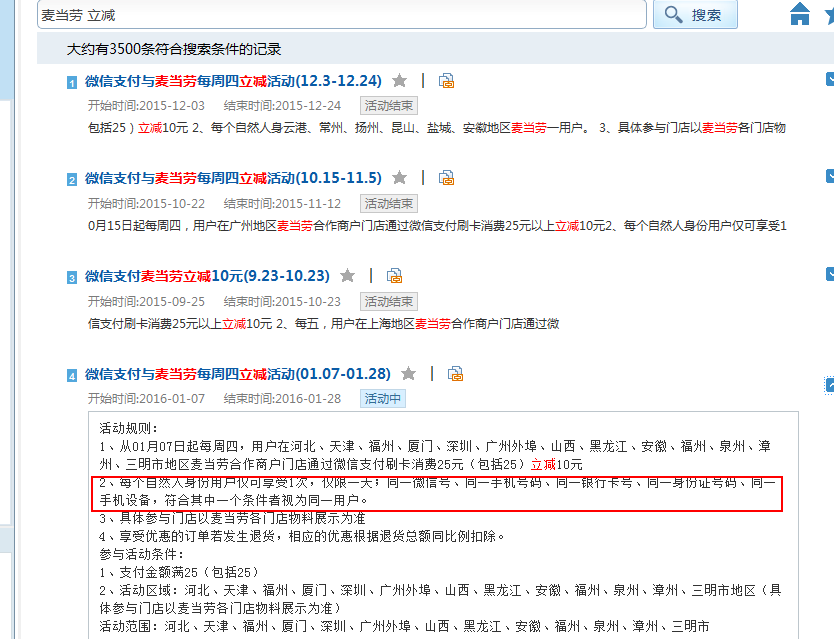 麦当劳 立减
搜索
大约有3500条符合搜索条件的记录
1 微信支付与麦当劳每周四立减活动(12.3-12.24)
开始时间:2015-12-03 结束时间:2015-12-24 活动结束
包括25）立减10元 2、每个自然人身云港、常州、扬州、昆山、盐城、安徽地区麦当劳一用户。 3、具体参与门店以麦当劳各门店物
2 微信支付与麦当劳每周四立减活动(10.15-11.5)
开始时间:2015-10-22 结束时间:2015-11-12 活动结束
0月15日起每周四，用户在广州地区麦当劳合作商户门店通过微信支付刷卡消费25元以上立减10元2、每个自然人身份用户仅可享受1
3 微信支付麦当劳立减10元(9.23-10.23)
开始时间:2015-09-25 结束时间:2015-10-23 活动结束
信支付刷卡消费25元以上立减10元 2、每五，用户在上海地区麦当劳合作商户门店通过微
4 微信支付与麦当劳每周四立减活动(01.07-01.28)
开始时间:2016-01-07 结束时间:2016-01-28 活动中
活动规则：
1、从01月07日起每周四，用户在河北、天津、福州、厦门、深圳、广州外埠、山西、黑龙江、安徽、福州、泉州、漳
州、三明市地区麦当劳合作商户门店通过微信支付刷卡消费25元（包括25）立减10元
2、每个自然人身份用户仅可享受1次，仅限一天；同一微信号、同一手机号码、同一银行卡号、同一身份证号码、同一
手机设备，符合其中一个条件者视为同一用户。
3、具体参与门店以麦当劳各门店物料展示为准
4、享受优惠的订单若发生退货，相应的优惠根据退货总额同比例扣除。
参与活动条件：
1、支付金额满25（包括25）
2、活动区域：河北、天津、福州、厦门、深圳、广州外埠、山西、黑龙江、安徽、福州、泉州、漳州、三明市地区（具
体参与门店以麦当劳各门店物料展示为准）
活动范围：河北、天津、福州、厦门、深圳、广州外埠、山西、黑龙江、安徽、福州、泉州、漳州、三明市